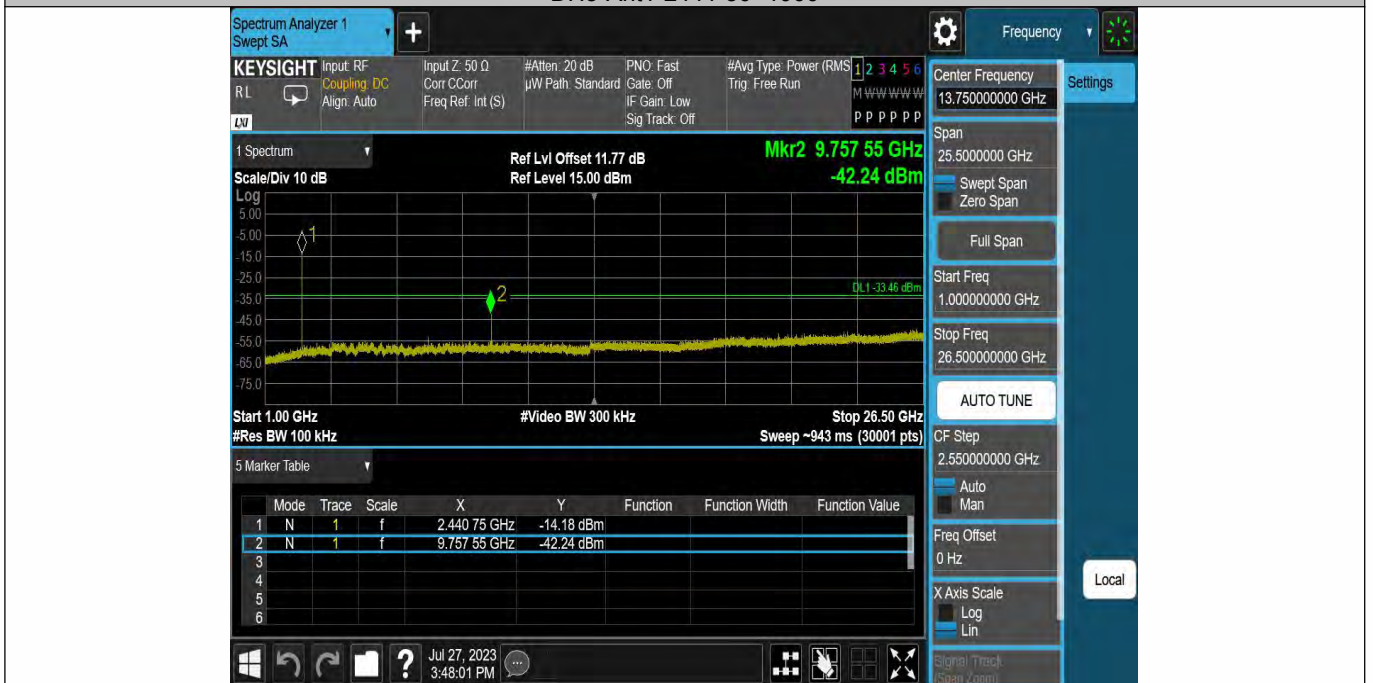 Spectrum Analyzer 1
Swept SA
+
Frequency
KEYSIGHT
RL
LXI
Input: RF
Coupling: DC
Align: Auto
Input Z: 50 Ω
Corr CCorr
Freq Ref: Int (S)
#Atten: 20 dB
µW Path: Standard
PNO: Fast
Gate: Off
IF Gain: Low
Sig Track: Off
#Avg Type: Power (RMS
Trig: Free Run
1 2 3 4 5 6
M W W W W W
P P P P P P
Settings
Center Frequency
13.750000000 GHz
Span
25.5000000 GHz
Swept Span
Zero Span
Full Span
Start Freq
1.000000000 GHz
Stop Freq
26.500000000 GHz
AUTO TUNE
CF Step
2.550000000 GHz
Auto
Man
Freq Offset
0 Hz
X Axis Scale
Log
Lin
Signal Track
(Span Zoom)
Local
1 Spectrum
Scale/Div 10 dB
Ref Lvl Offset 11.77 dB
Ref Level 15.00 dBm
Mkr2 9.757 55 GHz
-42.24 dBm
Log
5.00
-5.00
-15.0
-25.0
-35.0
-45.0
-55.0
-65.0
-75.0
1
2
DL1 -33.46 dBm
Start 1.00 GHz
#Video BW 300 kHz
Stop 26.50 GHz
#Res BW 100 kHz
Sweep ~943 ms (30001 pts)
5 Marker Table
Mode Trace Scale X Y Function Function Width Function Value
1 N 1 f 2.440 75 GHz -14.18 dBm
2 N 1 f 9.757 55 GHz -42.24 dBm
3
4
5
6
?
Jul 27, 2023
3:48:01 PM